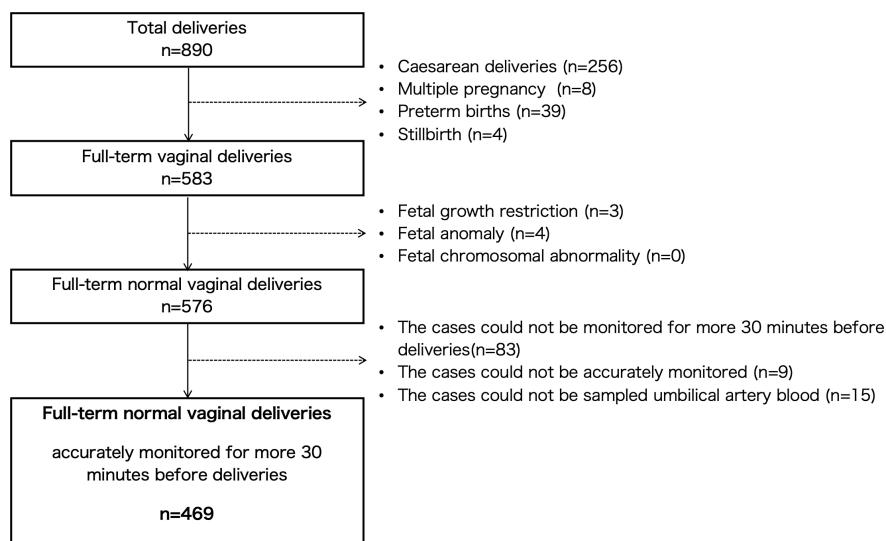 Total deliveries
n=890
• Caesarean deliveries (n=256)
• Multiple pregnancy (n=8)
• Preterm births (n=39)
• Stillbirth (n=4)
Full-term vaginal deliveries
n=583
• Fetal growth restriction (n=3)
• Fetal anomaly (n=4)
• Fetal chromosomal abnormality (n=0)
Full-term normal vaginal deliveries
n=576
• The cases could not be monitored for more 30 minutes before
deliveries(n=83)
• The cases could not be accurately monitored (n=9)
• The cases could not be sampled umbilical artery blood (n=15)
Full-term normal vaginal deliveries
accurately monitored for more 30
minutes before deliveries
n=469